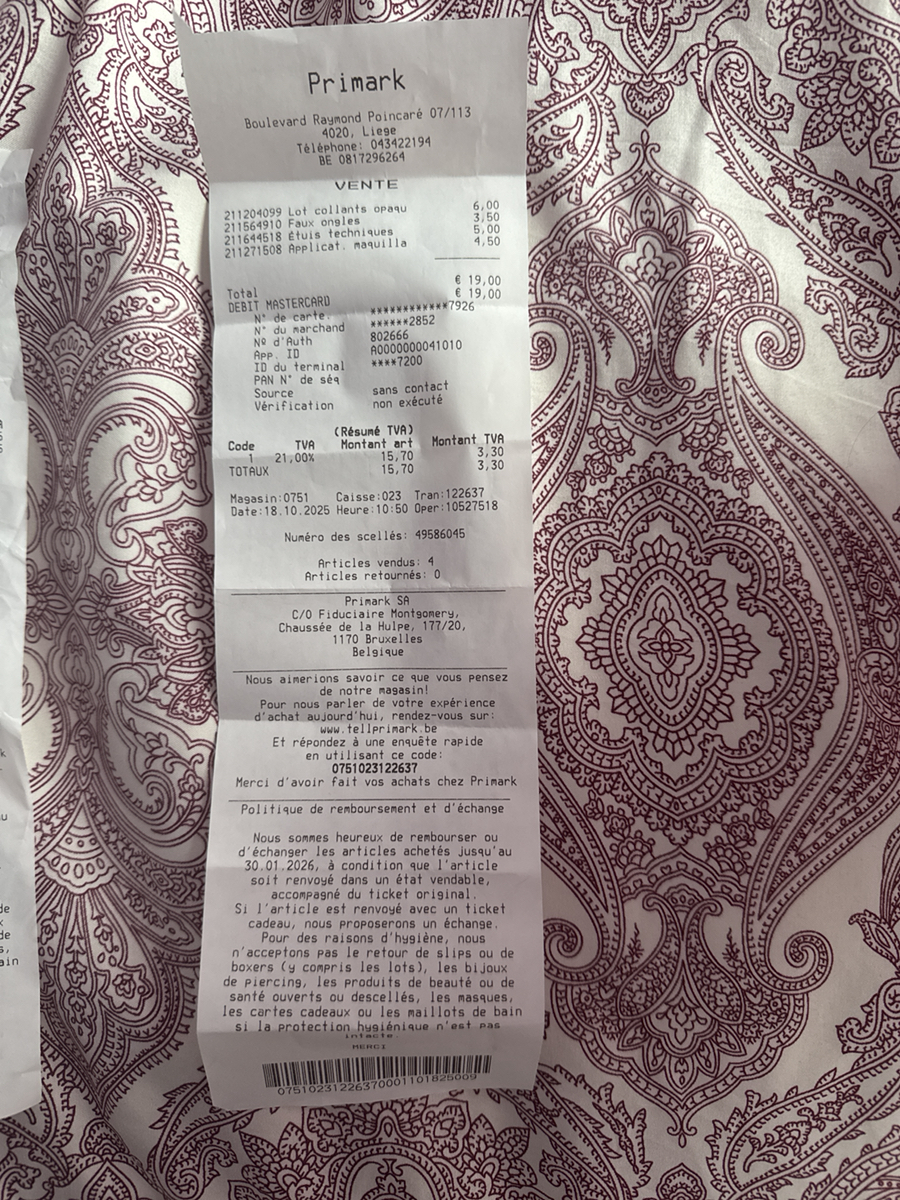 Primark
Boulevard Raymond Poincaré 07/113
4020, Liege
Téléphone: 043422194
BE 0817296264
VENTE
211204099 Lot collants opaqu 6,00
211564910 Faux ongles 3,50
211644518 Étuis techniques 5,00
211271508 Applicat. maquilla 4,50
€ 19,00
Total € 19,00
DEBIT MASTERCARD
N° de carte. ************7926
N° du marchand ******2852
Nº d'Auth 802666
App. ID A0000000041010
ID du terminal ****7200
PAN N° de séq
Source sans contact
Vérification non exécuté
(Résumé TVA)
Code TVA Montant art Montant TVA
1 21,00% 15,70 3,30
TOTAUX 15,70 3,30
Magasin:0751 Caisse:023 Tran:122637
Date:18.10.2025 Heure:10:50 Oper:10527518
Numéro des scellés: 49586045
Articles vendus: 4
Articles retournés: 0
Primark SA
C/O Fiduciaire Montgomery,
Chaussée de la Hulpe, 177/20,
1170 Bruxelles
Belgique
Nous aimerions savoir ce que vous pensez
de notre magasin!
Pour nous parler de votre expérience
d'achat aujourd'hui, rendez-vous sur:
www.tellprimark.be
Et répondez à une enquête rapide
en utilisant ce code:
0751023122637
Merci d'avoir fait vos achats chez Primark
Politique de remboursement et d'échange
Nous sommes heureux de rembourser ou
d'échanger les articles achetés jusqu'au
30.01.2026, à condition que l'article
soit renvoyé dans un état vendable,
accompagné du ticket original.
Si l'article est renvoyé avec un ticket
cadeau, nous proposerons un échange.
Pour des raisons d'hygiène, nous
n'acceptons pas le retour de slips ou de
boxers (y compris les lots), les bijoux
de piercing, les produits de beauté ou de
santé ouverts ou descellés, les masques,
les cartes cadeaux ou les maillots de bain
si la protection hygiénique n'est pas
intacte.
MERCI
07510231226370001101825009